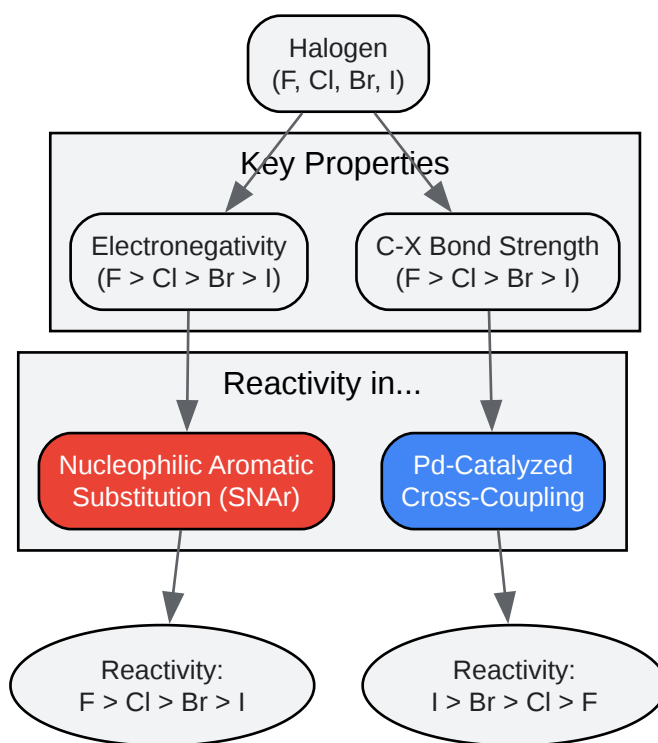 Halogen
(F, Cl, Br, I)
Key Properties
Electronegativity
(F > Cl > Br > I)
C-X Bond Strength
(F > Cl > Br > I)
Reactivity in...
Nucleophilic Aromatic
Substitution (SNAr)
Pd-Catalyzed
Cross-Coupling
Reactivity:
F > Cl > Br > I
Reactivity:
I > Br > Cl > F